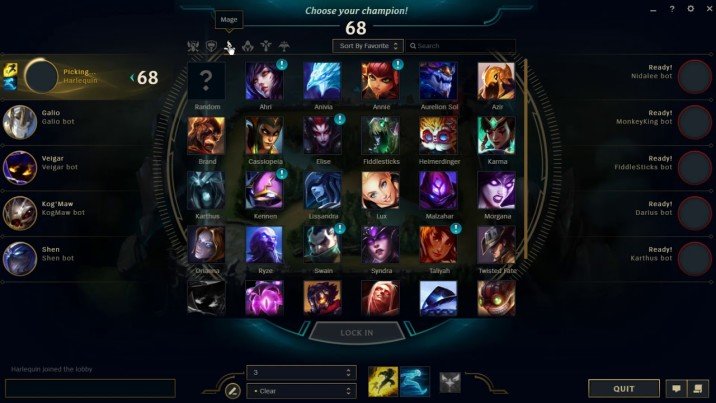 Mage
Choose your champion!
68
Sort By Favorite
Search
Picking...
Harlequin
68
Galio
Galio bot
Veigar
Veigar bot
Kog'Maw
KogMaw bot
Shen
Shen bot
?
Random
Ahri
Anivia
Annie
Aurelion Sol
Azir
Brand
Cassiopeia
Elise
Fiddlesticks
Heimerdinger
Karma
Karthus
Kennen
Lissandra
Lux
Malzahar
Morgana
Orianna
Ryze
Swain
Syndra
Taliyah
Twisted Fate
Ready!
Nidalee bot
Ready!
MonkeyKing bot
Ready!
FiddleSticks bot
Ready!
Darius bot
Ready!
Karthus bot
LOCK IN
Harlequin joined the lobby
3
• Clear
QUIT